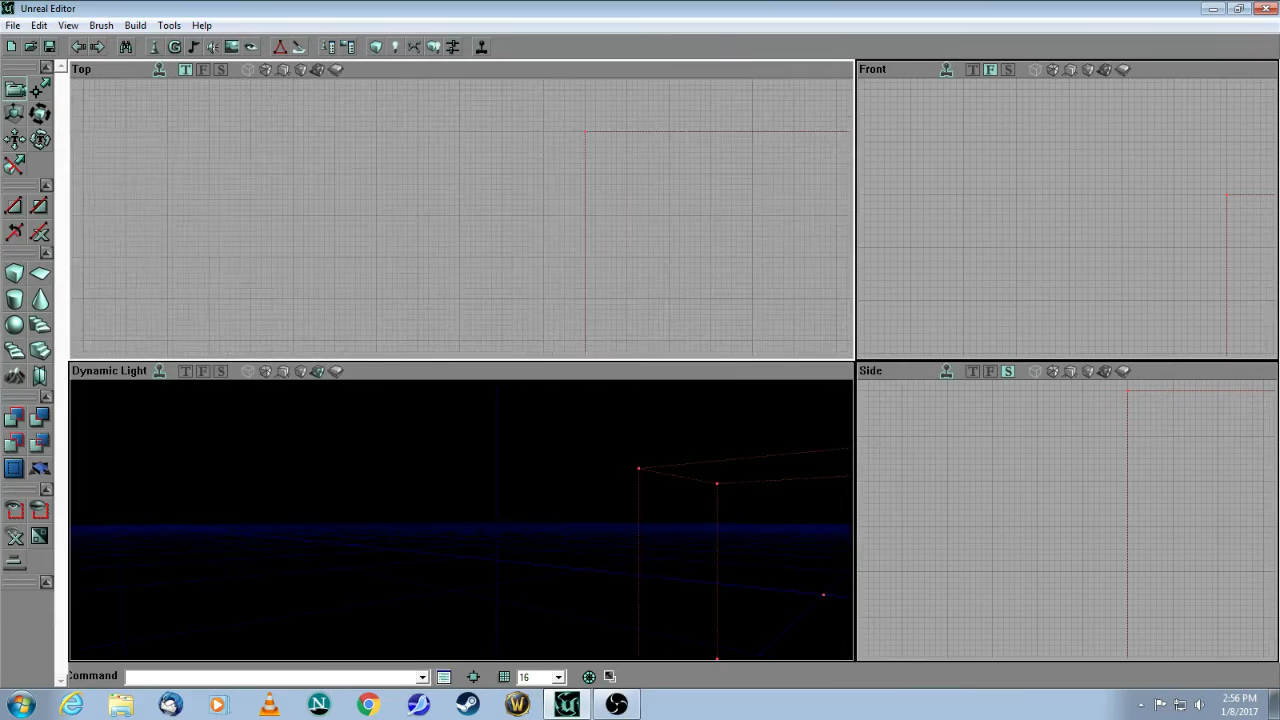 Unreal Editor
File Edit View Brush Build Tools Help
Top T F S
Front T F S
Dynamic Light T F S
Side T F S
Command 16
2:56 PM
1/8/2017